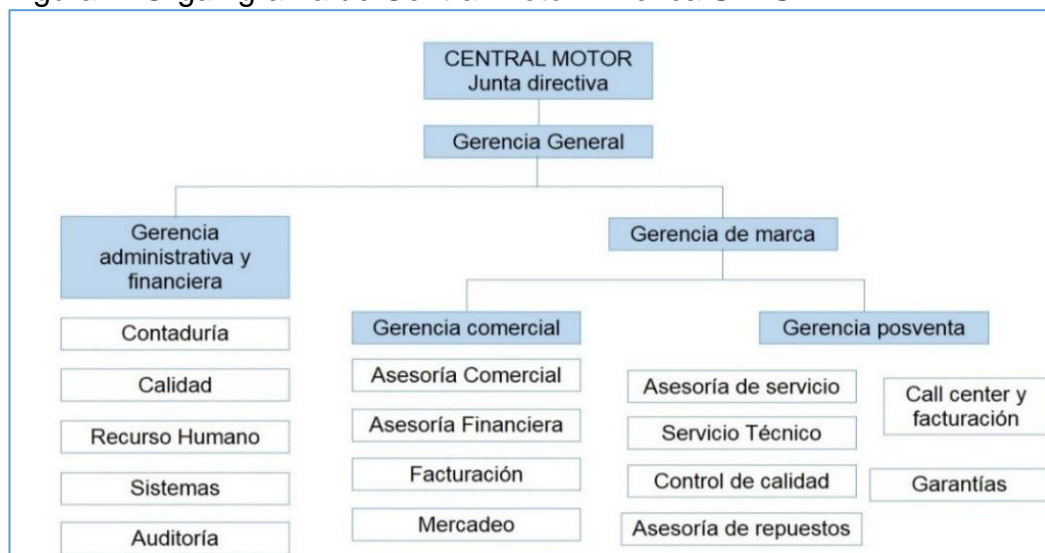 CENTRAL MOTOR
Junta directiva
Gerencia General
Gerencia
administrativa y
financiera
Contaduría
Calidad
Recurso Humano
Sistemas
Auditoría
Gerencia de marca
Gerencia comercial
Asesoría Comercial
Asesoría Financiera
Facturación
Mercadeo
Gerencia posventa
Asesoría de servicio
Servicio Técnico
Control de calidad
Asesoría de repuestos
Call center y
facturación
Garantías